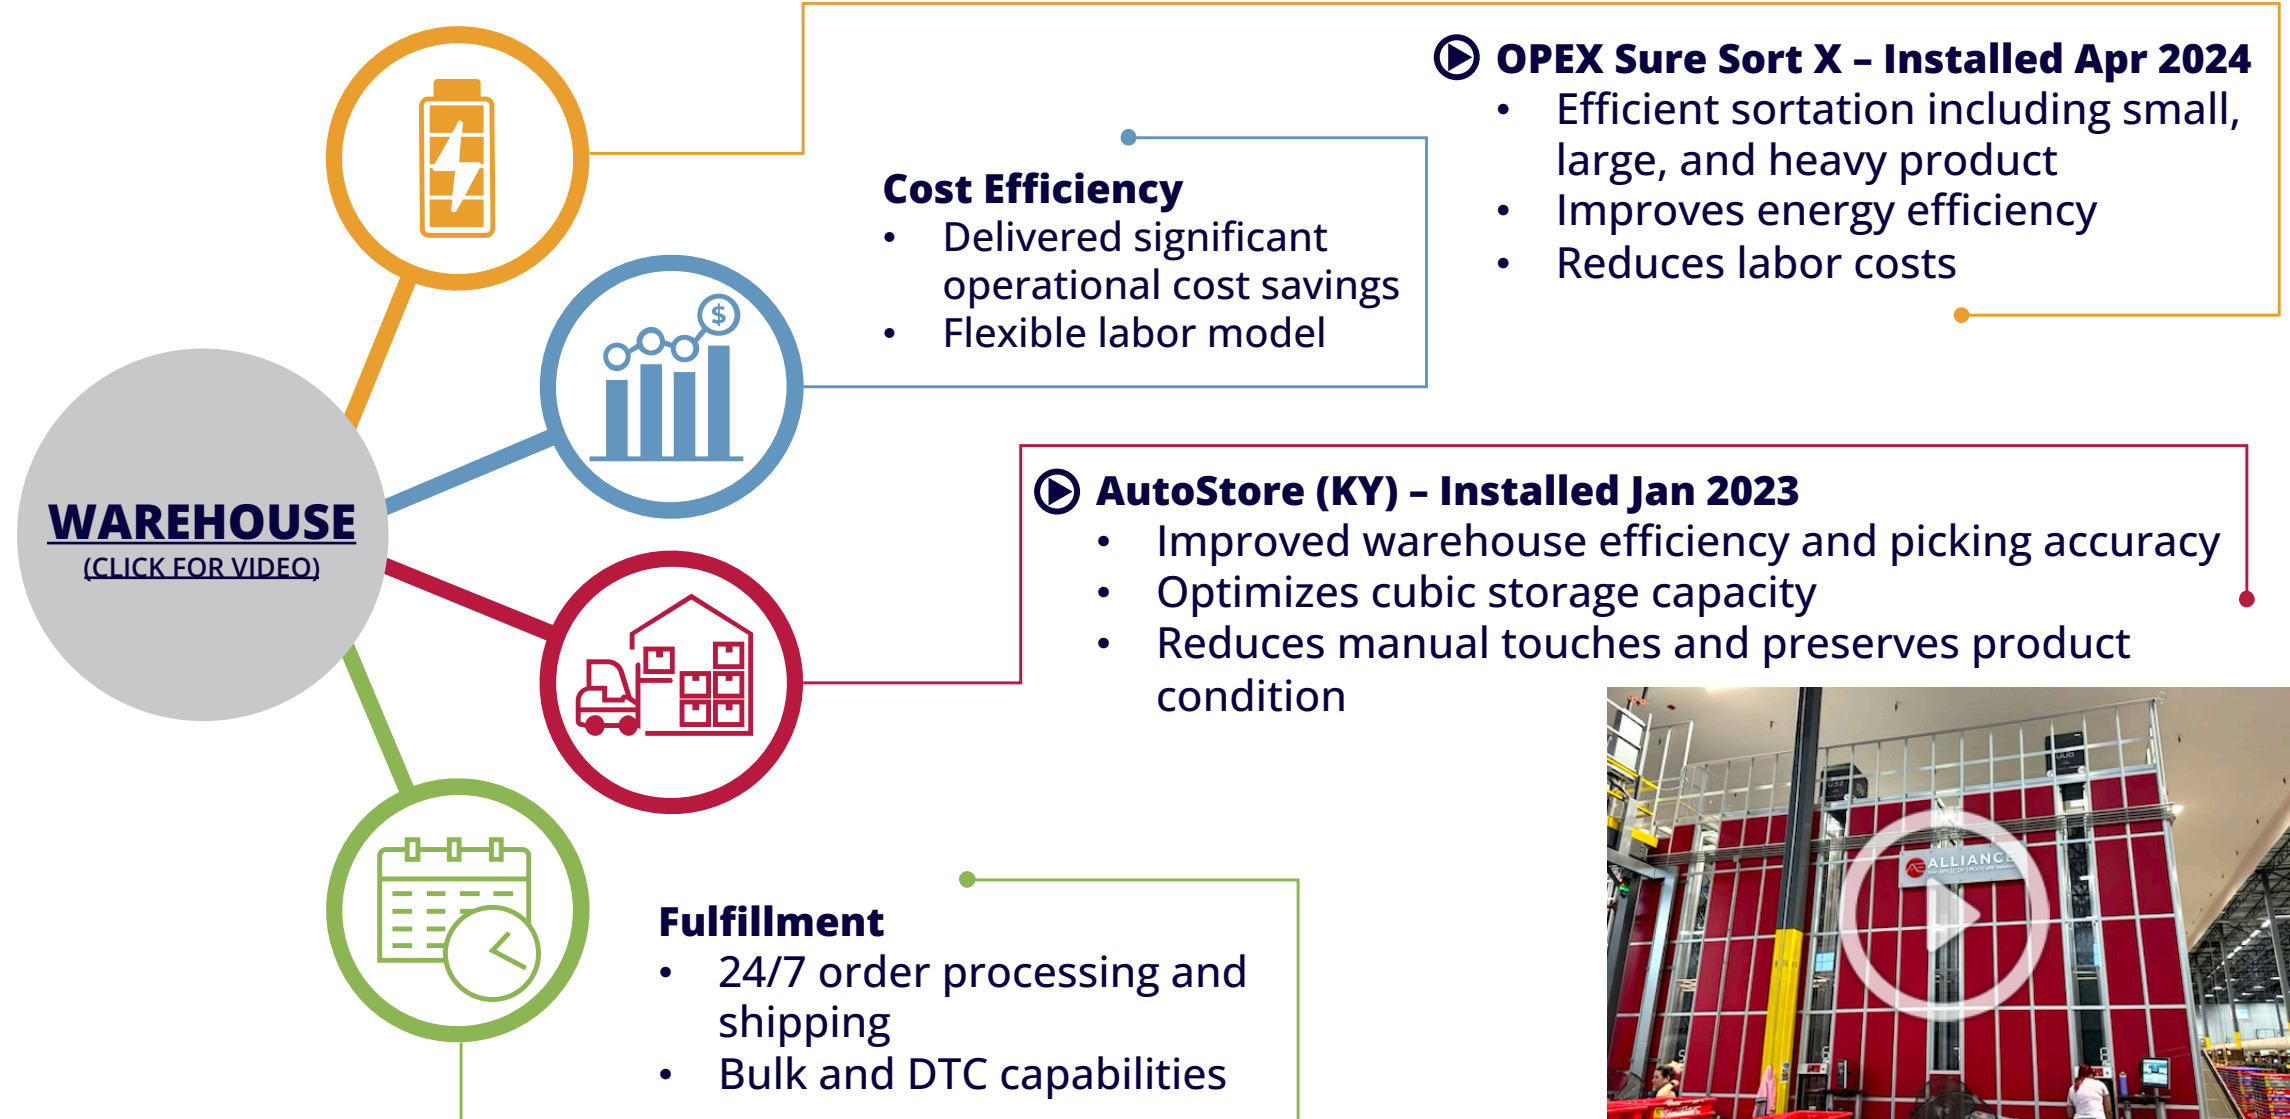 OPEX Sure Sort X – Installed Apr 2024
• Efficient sortation including small,
large, and heavy product
• Improves energy efficiency
• Reduces labor costs
Cost Efficiency
• Delivered significant
operational cost savings
• Flexible labor model
$
WAREHOUSE
(CLICK FOR VIDEO)
AutoStore (KY) – Installed Jan 2023
• Improved warehouse efficiency and picking accuracy
• Optimizes cubic storage capacity
• Reduces manual touches and preserves product
condition
Fulfillment
• 24/7 order processing and
shipping
• Bulk and DTC capabilities
ALLIANCE